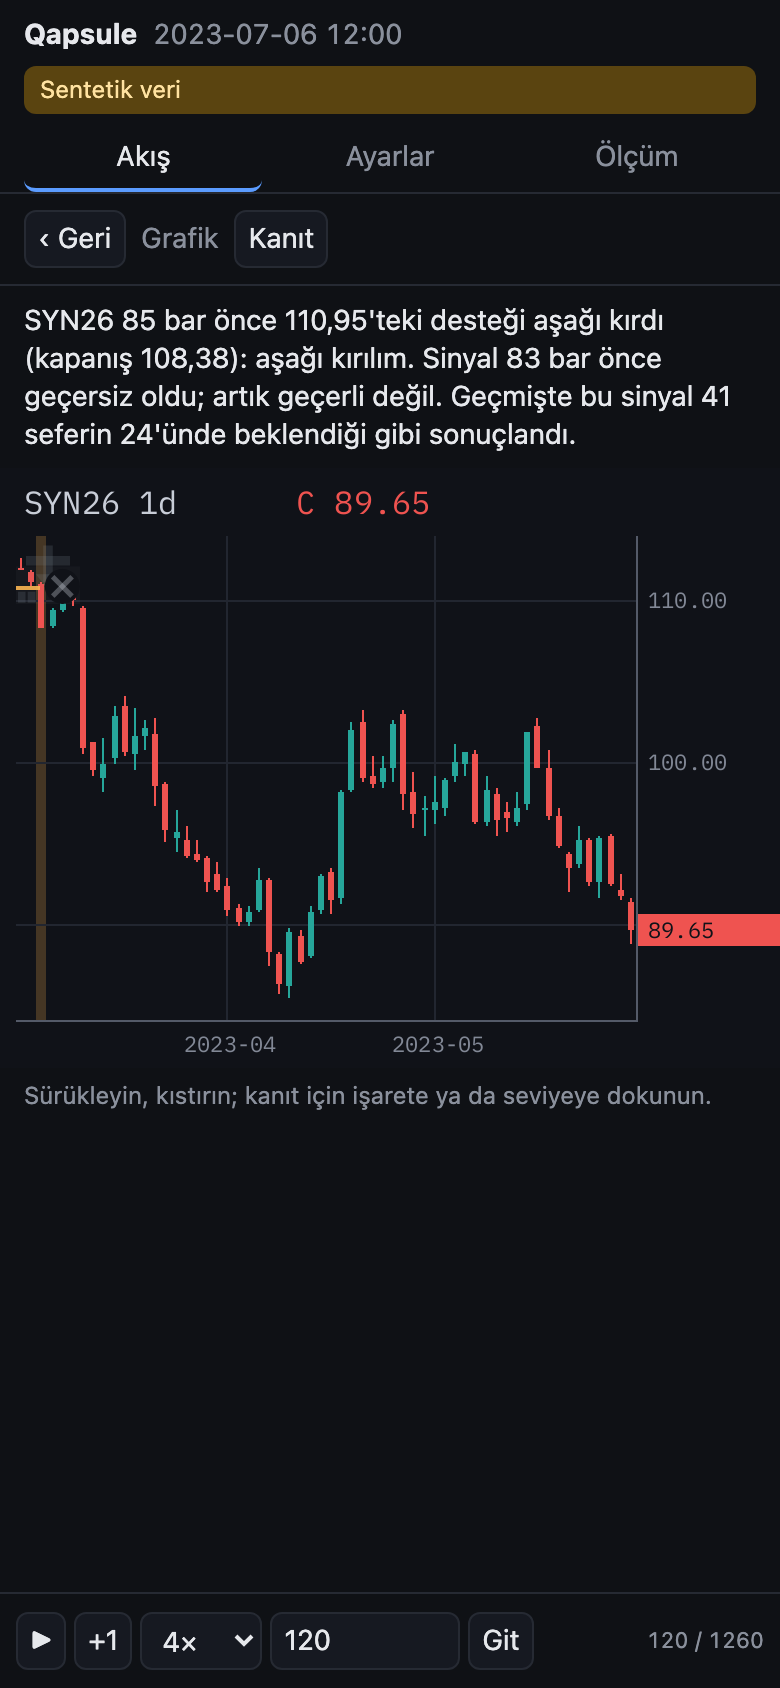 Qapsule 2023-07-06 12:00
Sentetik veri
Akış Ayarlar Ölçüm
‹ Geri Grafik Kanıt
SYN26 85 bar önce 110,95'teki desteği aşağı kırdı
(kapanış 108,38): aşağı kırılım. Sinyal 83 bar önce
geçersiz oldu; artık geçerli değil. Geçmişte bu sinyal 41
seferin 24'ünde beklendiği gibi sonuçlandı.
SYN26 1d C 89.65
110.00
100.00
89.65
2023-04 2023-05
Sürükleyin, kıstırın; kanıt için işarete ya da seviyeye dokunun.
+1 4× 120 Git 120 / 1260